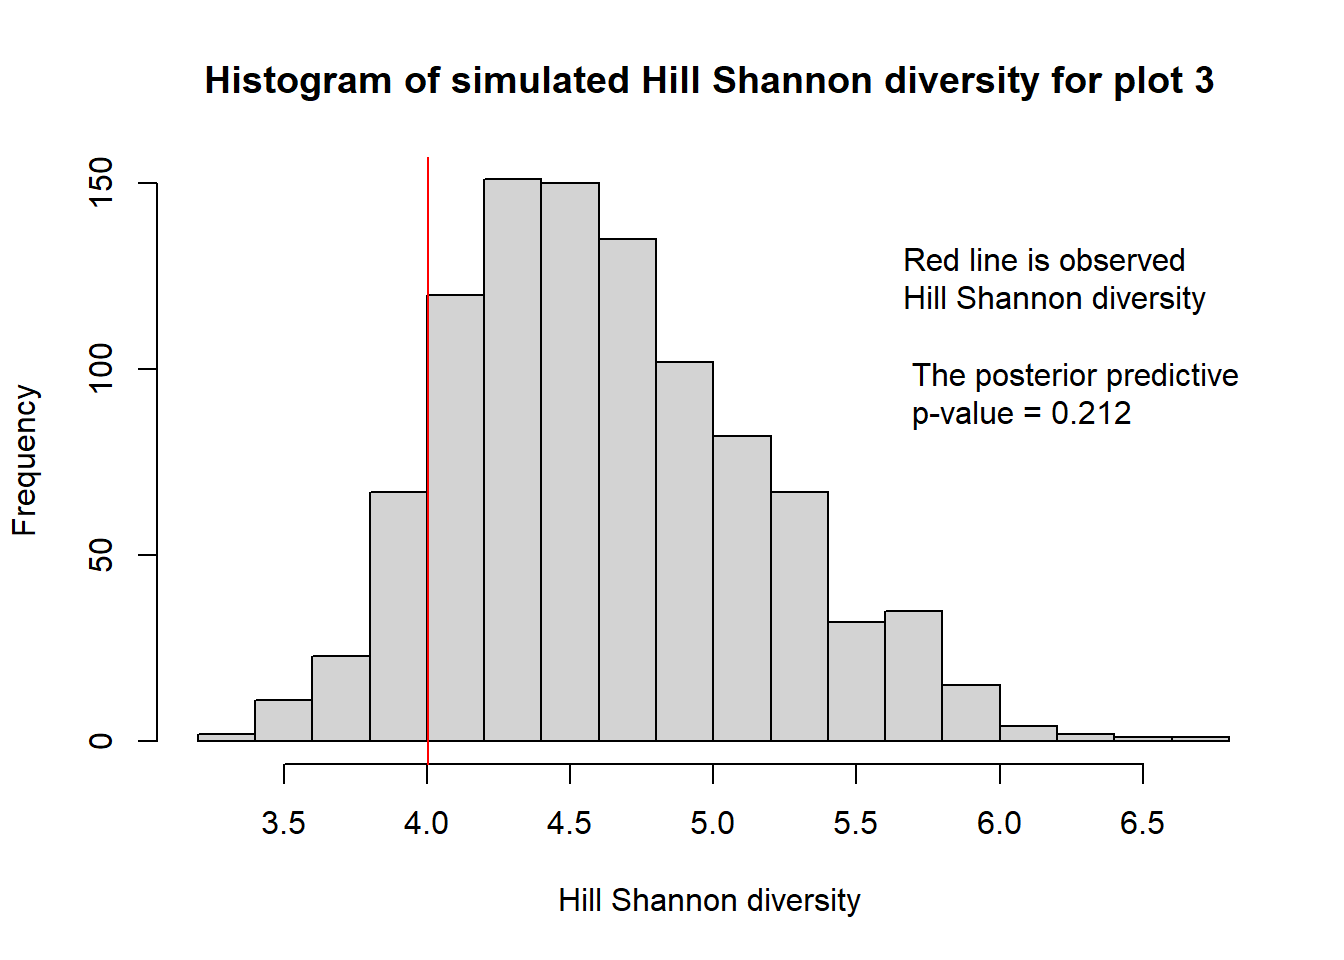 Histogram of simulated Hill Shannon diversity for plot 3
Red line is observed
Hill Shannon diversity
The posterior predictive
p-value = 0.212
Frequency
150
100
50
0
3.5 4.0 4.5 5.0 5.5 6.0 6.5
Hill Shannon diversity